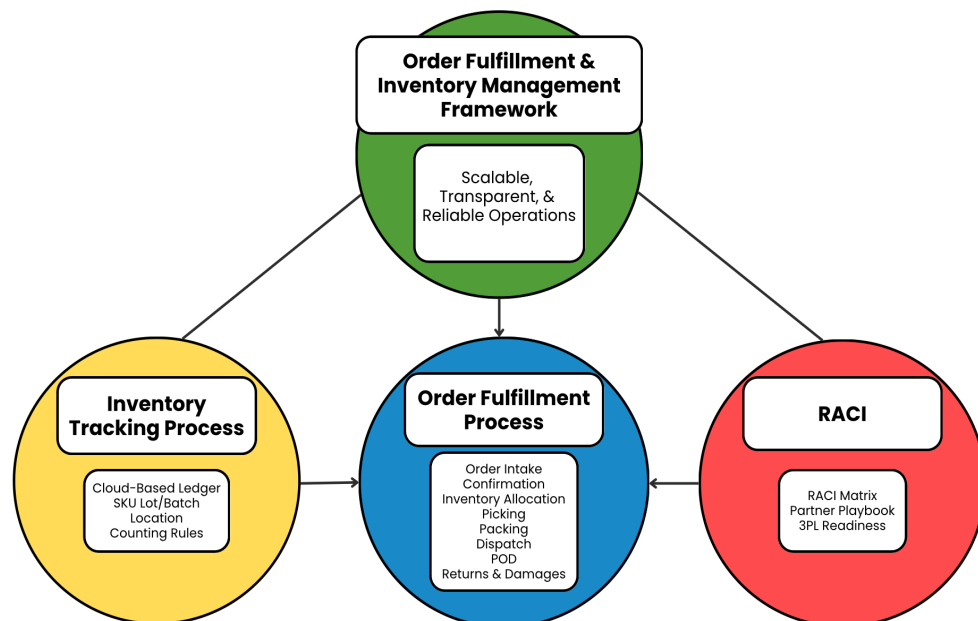 Order Fulfillment &
Inventory Management
Framework
Scalable,
Transparent, &
Reliable Operations
Inventory
Tracking Process
Cloud-Based Ledger
SKU Lot/Batch
Location
Counting Rules
Order Fulfillment
Process
Order Intake
Confirmation
Inventory Allocation
Picking
Packing
Dispatch
POD
Returns & Damages
RACI
RACI Matrix
Partner Playbook
3PL Readiness